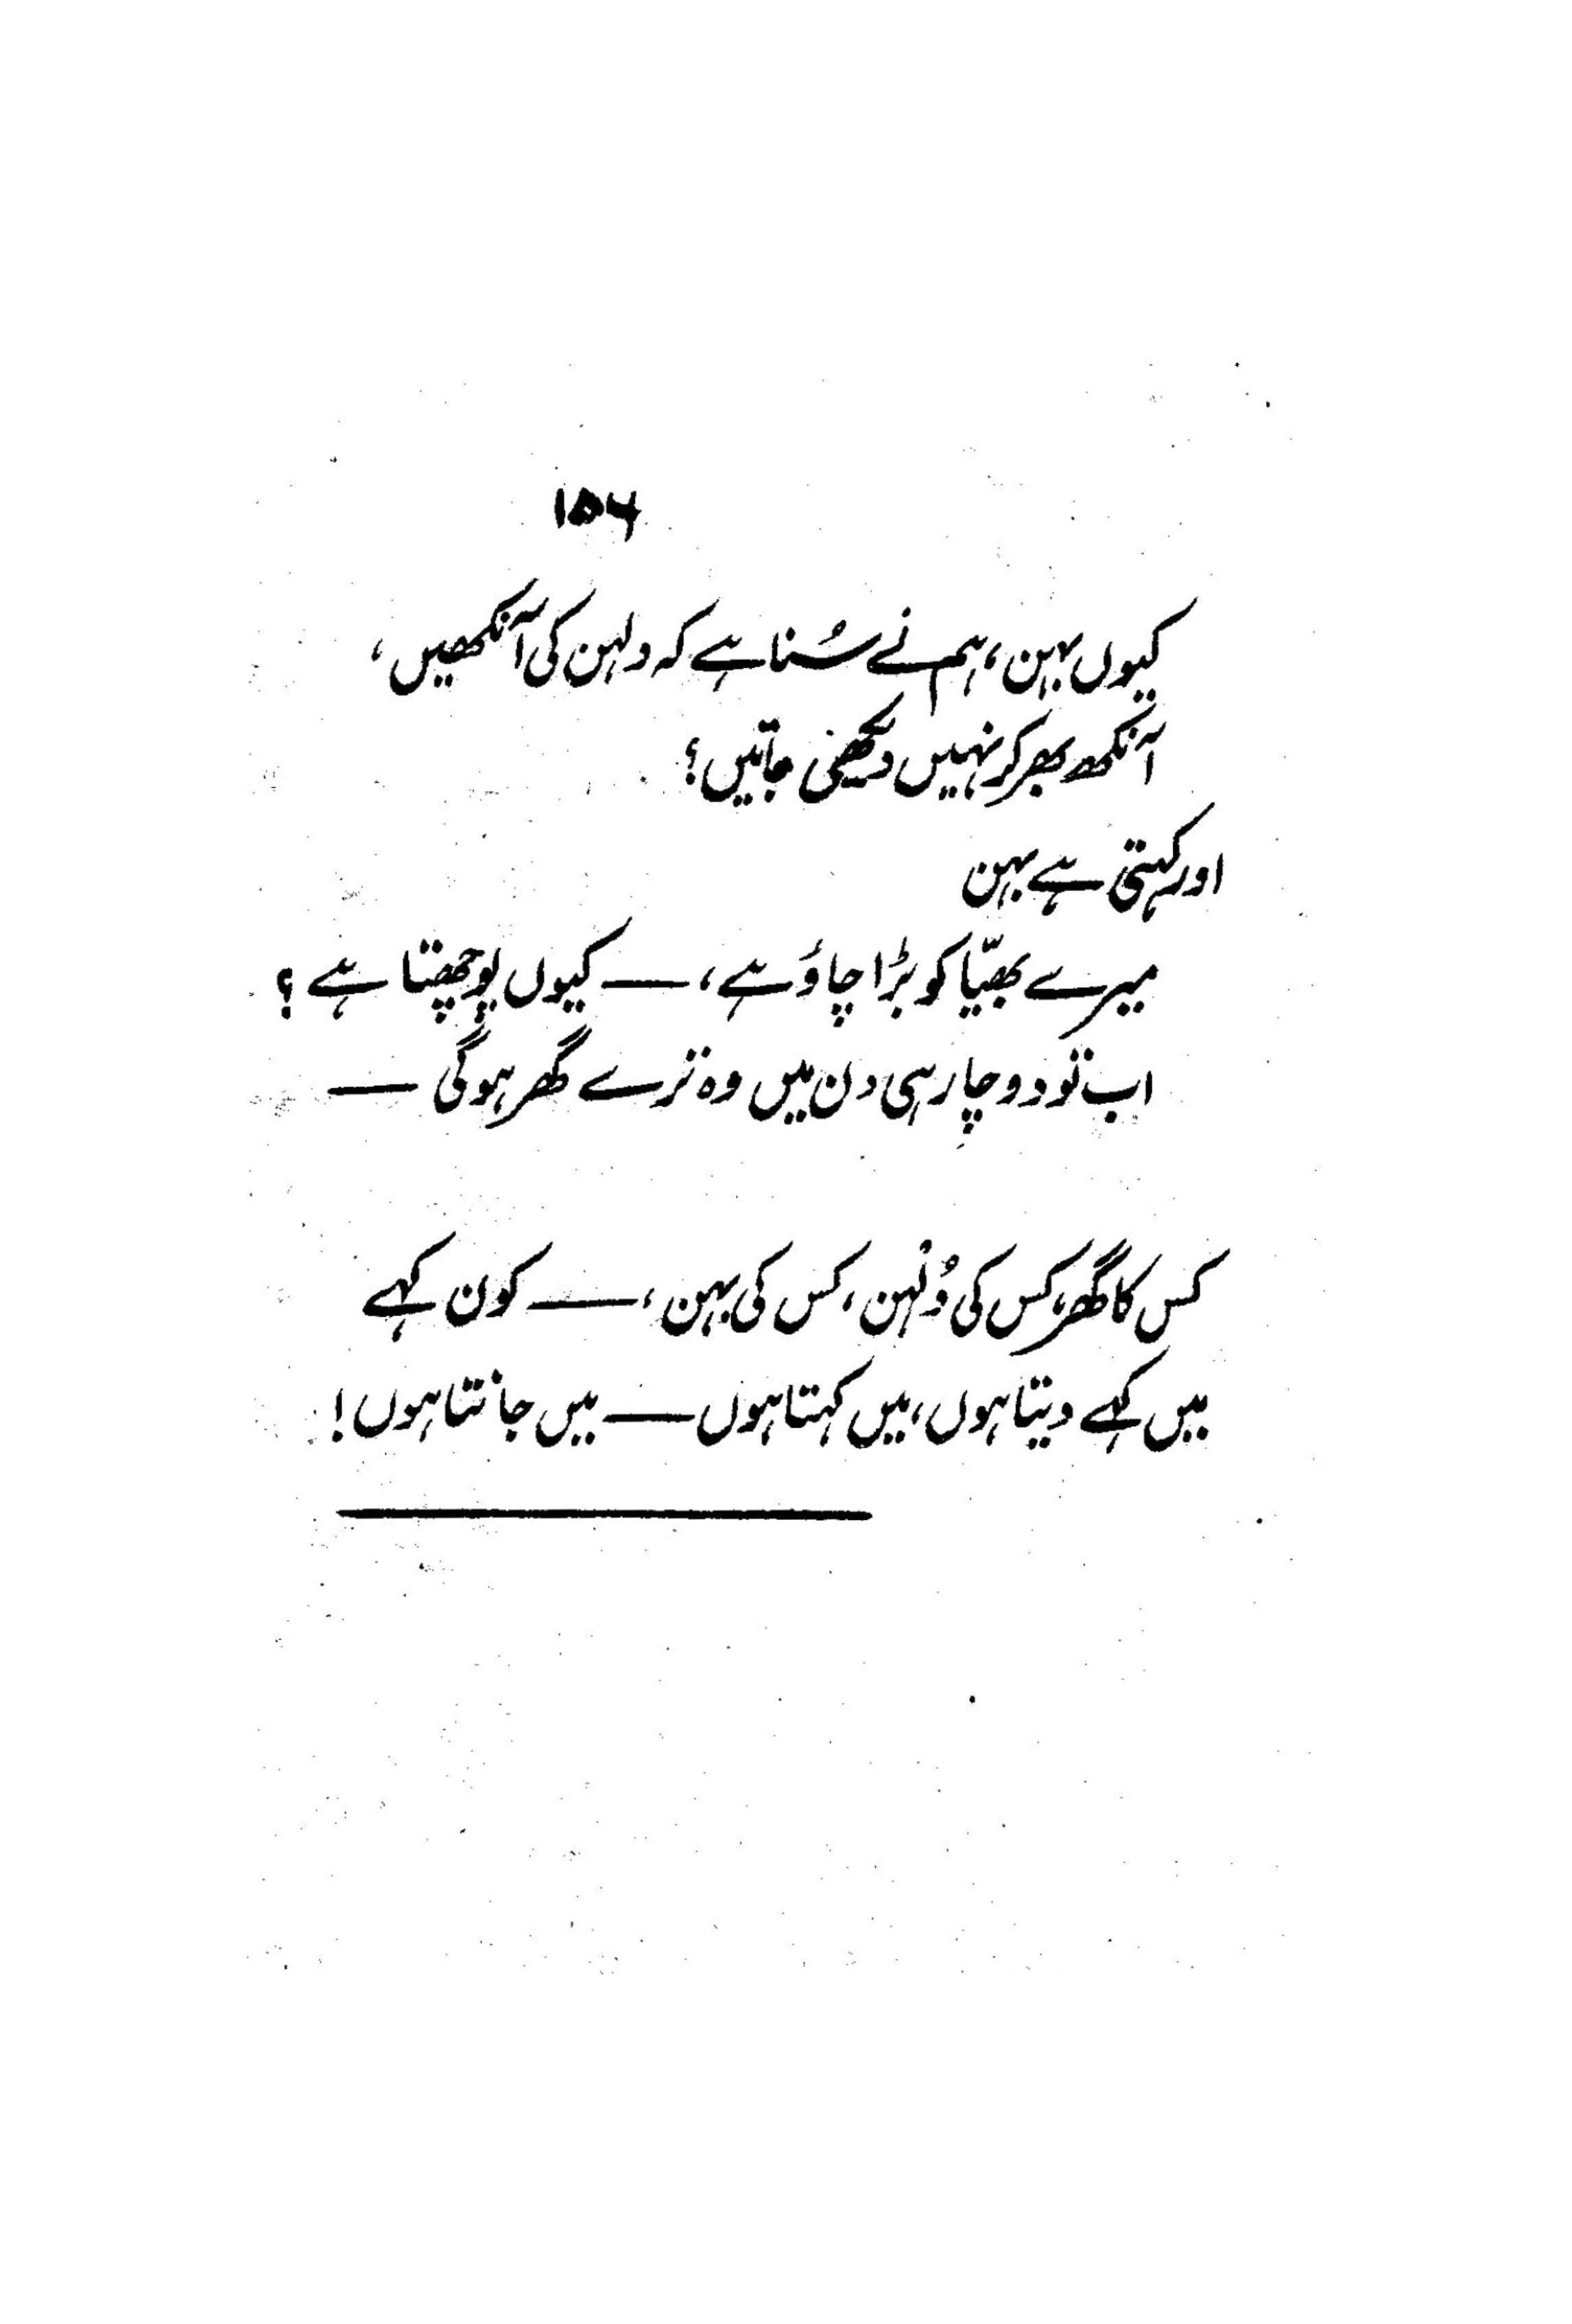 ۱۵۶
کیوں بہن، ہم نے سُنا ہے کہ دلہن کی آنکھیں،
آنکھ بھر کر نہیں دیکھی جاتیں؟
اور کہتی ہے بہن
میرے بھیّا کو بڑا چاؤ ہے، — کیوں پوچھتا ہے؟
اب تو دو چار ہی دن میں وہ ترے گھر ہوگی —
کس کا گھر، کس کی دُلہن، کس کی بہن، — کون کہے
میں کہے دیتا ہوں، میں کہتا ہوں — میں جانتا ہوں!